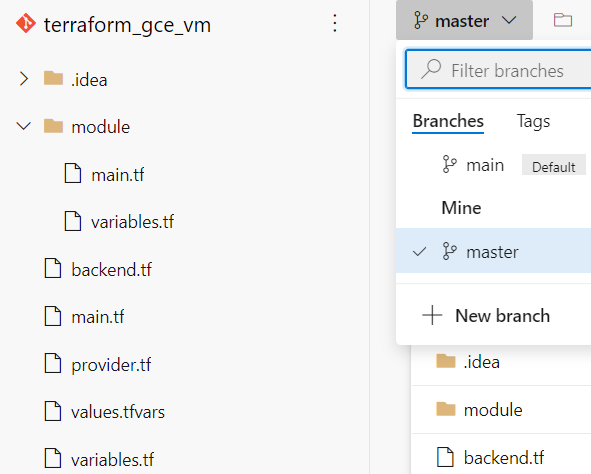 terraform_gce_vm
.idea
module
main.tf
variables.tf
backend.tf
main.tf
provider.tf
values.tfvars
variables.tf
master
Filter branches
Branches Tags
main Default
Mine
master
New branch
.idea
module
backend.tf